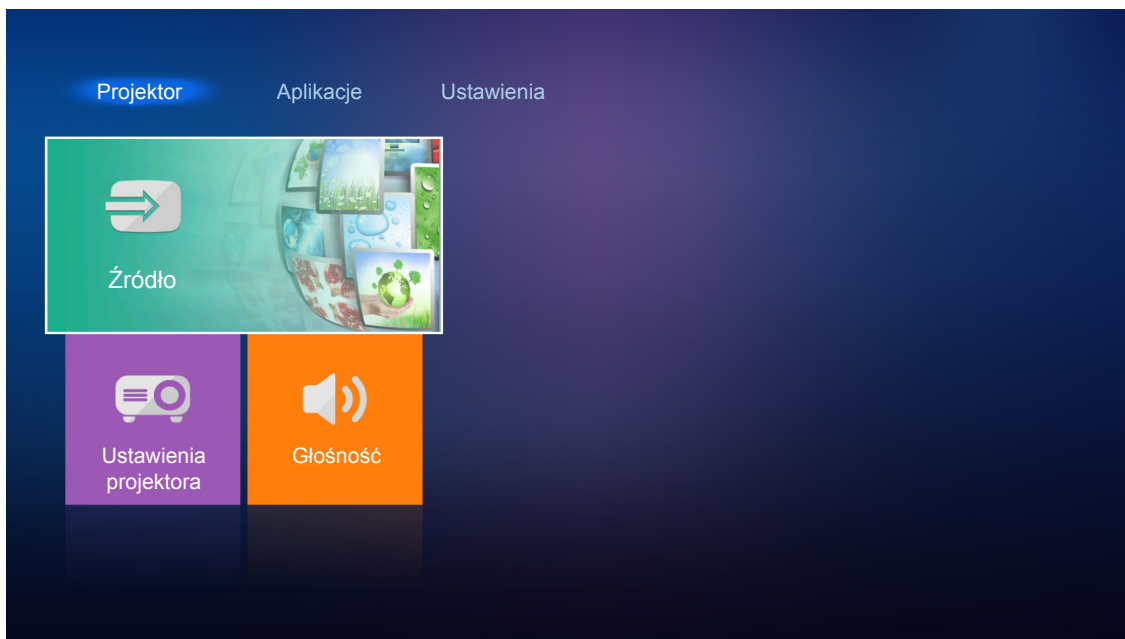 Projektor Aplikacje Ustawienia
Źródło
Ustawienia Głośność
projektora